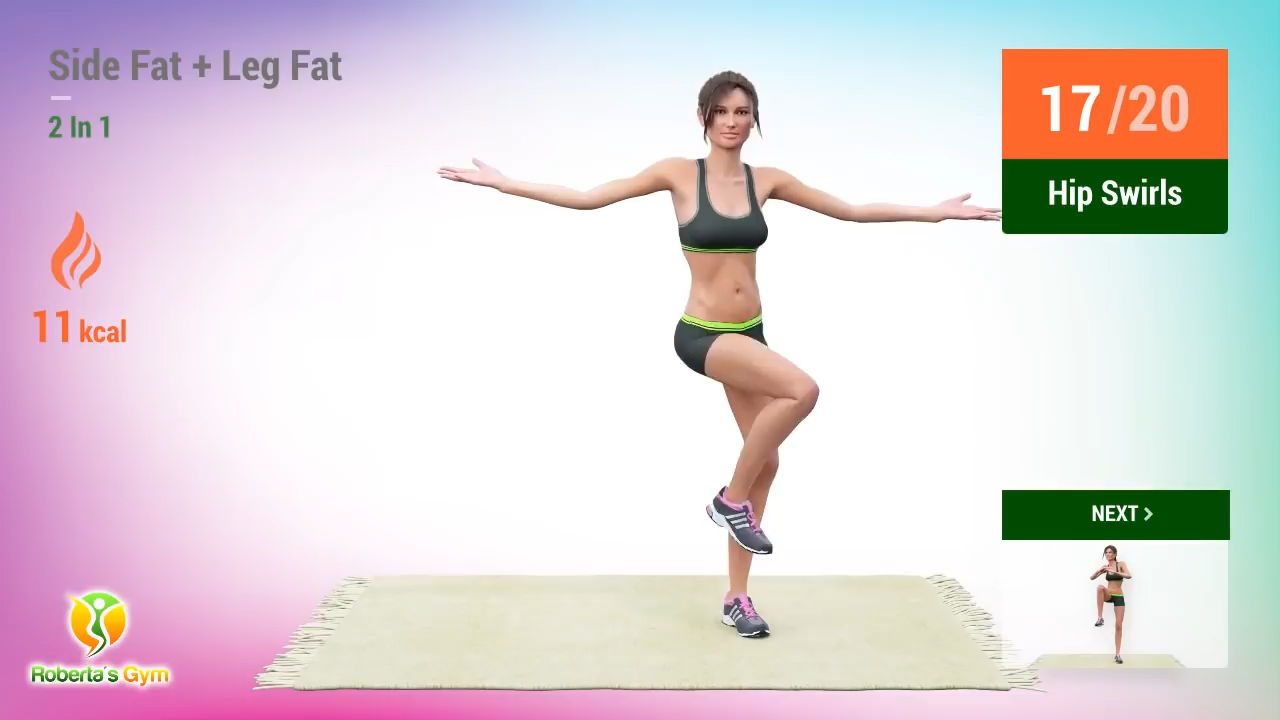 Side Fat + Leg Fat
2 In 1
17/20
Hip Swirls
11 kcal
NEXT >
Roberta´s Gym